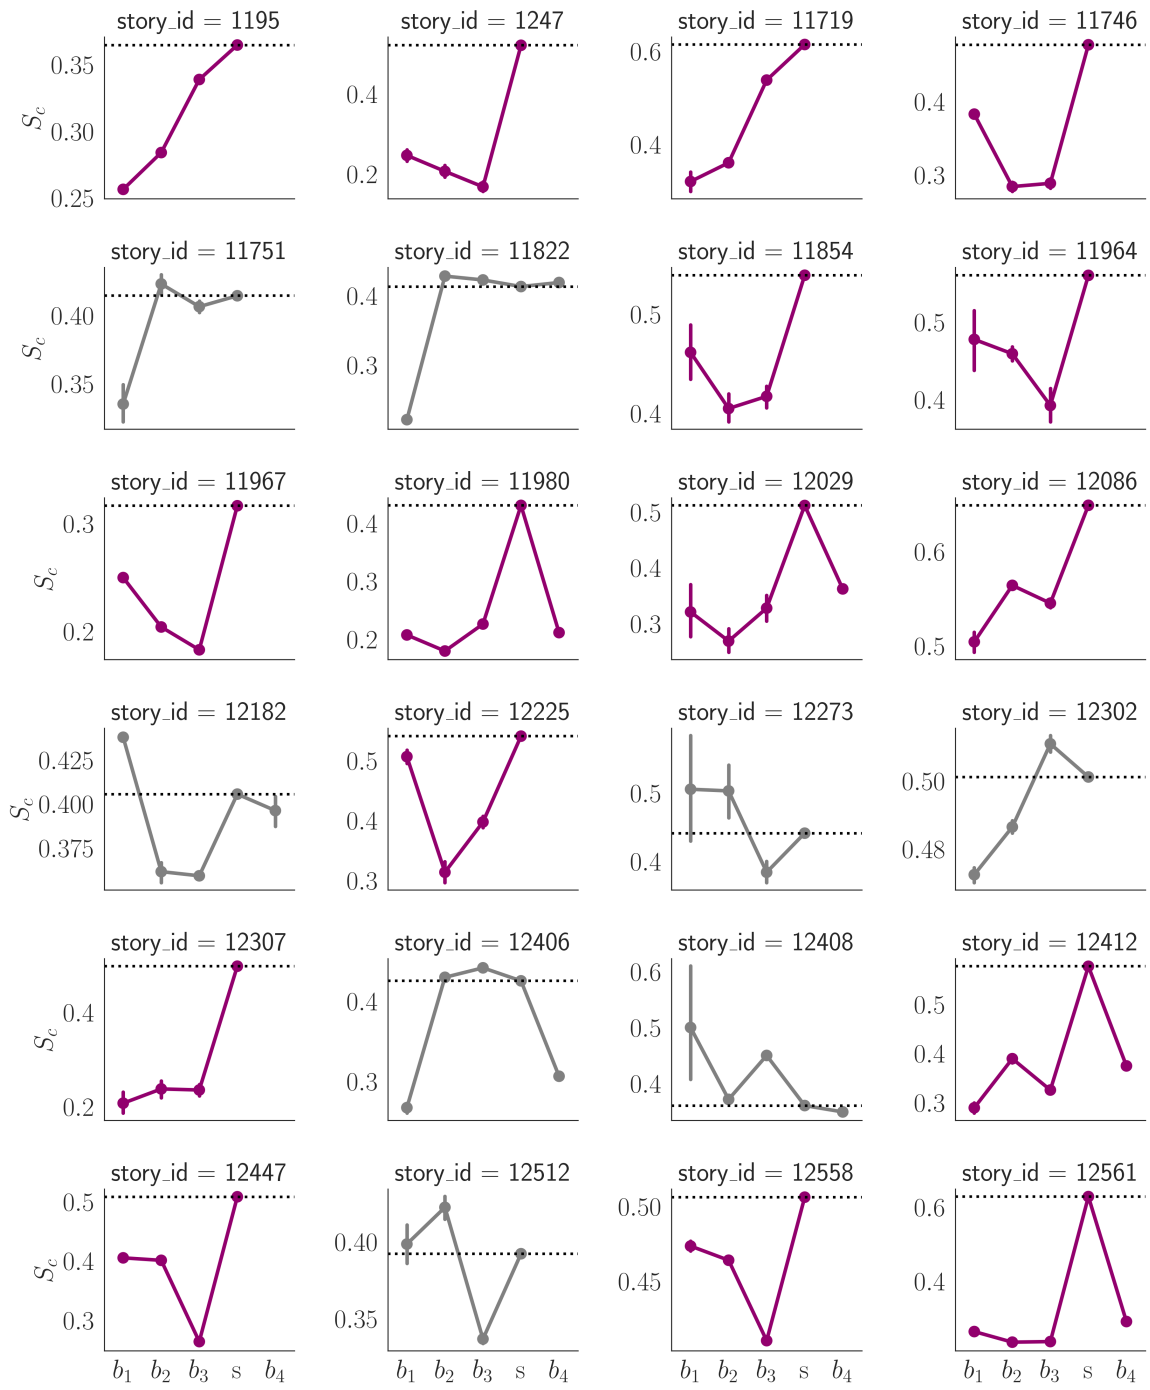 story_id = 1195 story_id = 1247 story_id = 11719 story_id = 11746
S_c 0.35 0.30 0.25 0.4 0.2 0.6 0.4 0.4 0.3
story_id = 11751 story_id = 11822 story_id = 11854 story_id = 11964
S_c 0.40 0.35 0.4 0.3 0.5 0.4 0.5 0.4
story_id = 11967 story_id = 11980 story_id = 12029 story_id = 12086
S_c 0.3 0.2 0.4 0.3 0.2 0.5 0.4 0.3 0.6 0.5
story_id = 12182 story_id = 12225 story_id = 12273 story_id = 12302
S_c 0.425 0.400 0.375 0.5 0.4 0.3 0.5 0.4 0.50 0.48
story_id = 12307 story_id = 12406 story_id = 12408 story_id = 12412
S_c 0.4 0.2 0.4 0.3 0.6 0.5 0.4 0.5 0.4 0.3
story_id = 12447 story_id = 12512 story_id = 12558 story_id = 12561
S_c 0.5 0.4 0.3 0.40 0.35 0.50 0.45 0.6 0.4
b_1 b_2 b_3 s b_4 b_1 b_2 b_3 s b_4 b_1 b_2 b_3 s b_4 b_1 b_2 b_3 s b_4